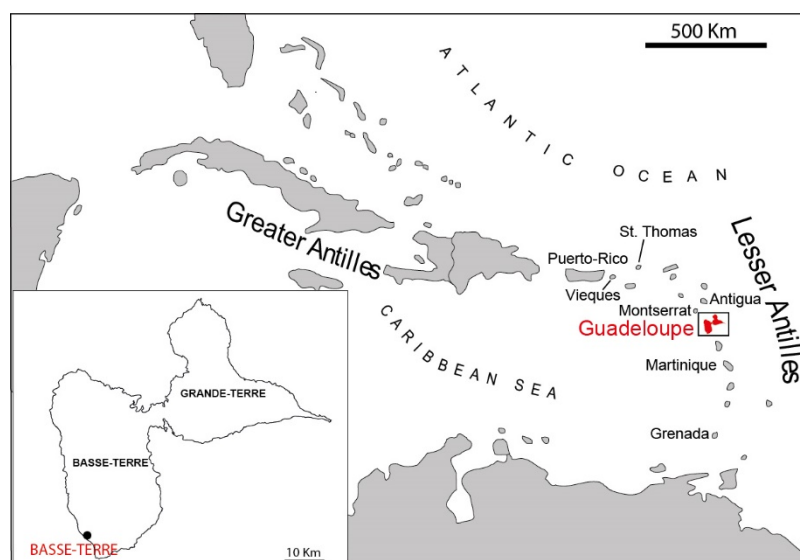 500 Km
ATLANTIC OCEAN
Greater Antilles
St. Thomas
Puerto-Rico
Vieques
Lesser Antilles
Antigua
Montserrat
Guadeloupe
CARIBBEAN SEA
Martinique
Grenada
GRANDE-TERRE
BASSE-TERRE
BASSE-TERRE
10 Km